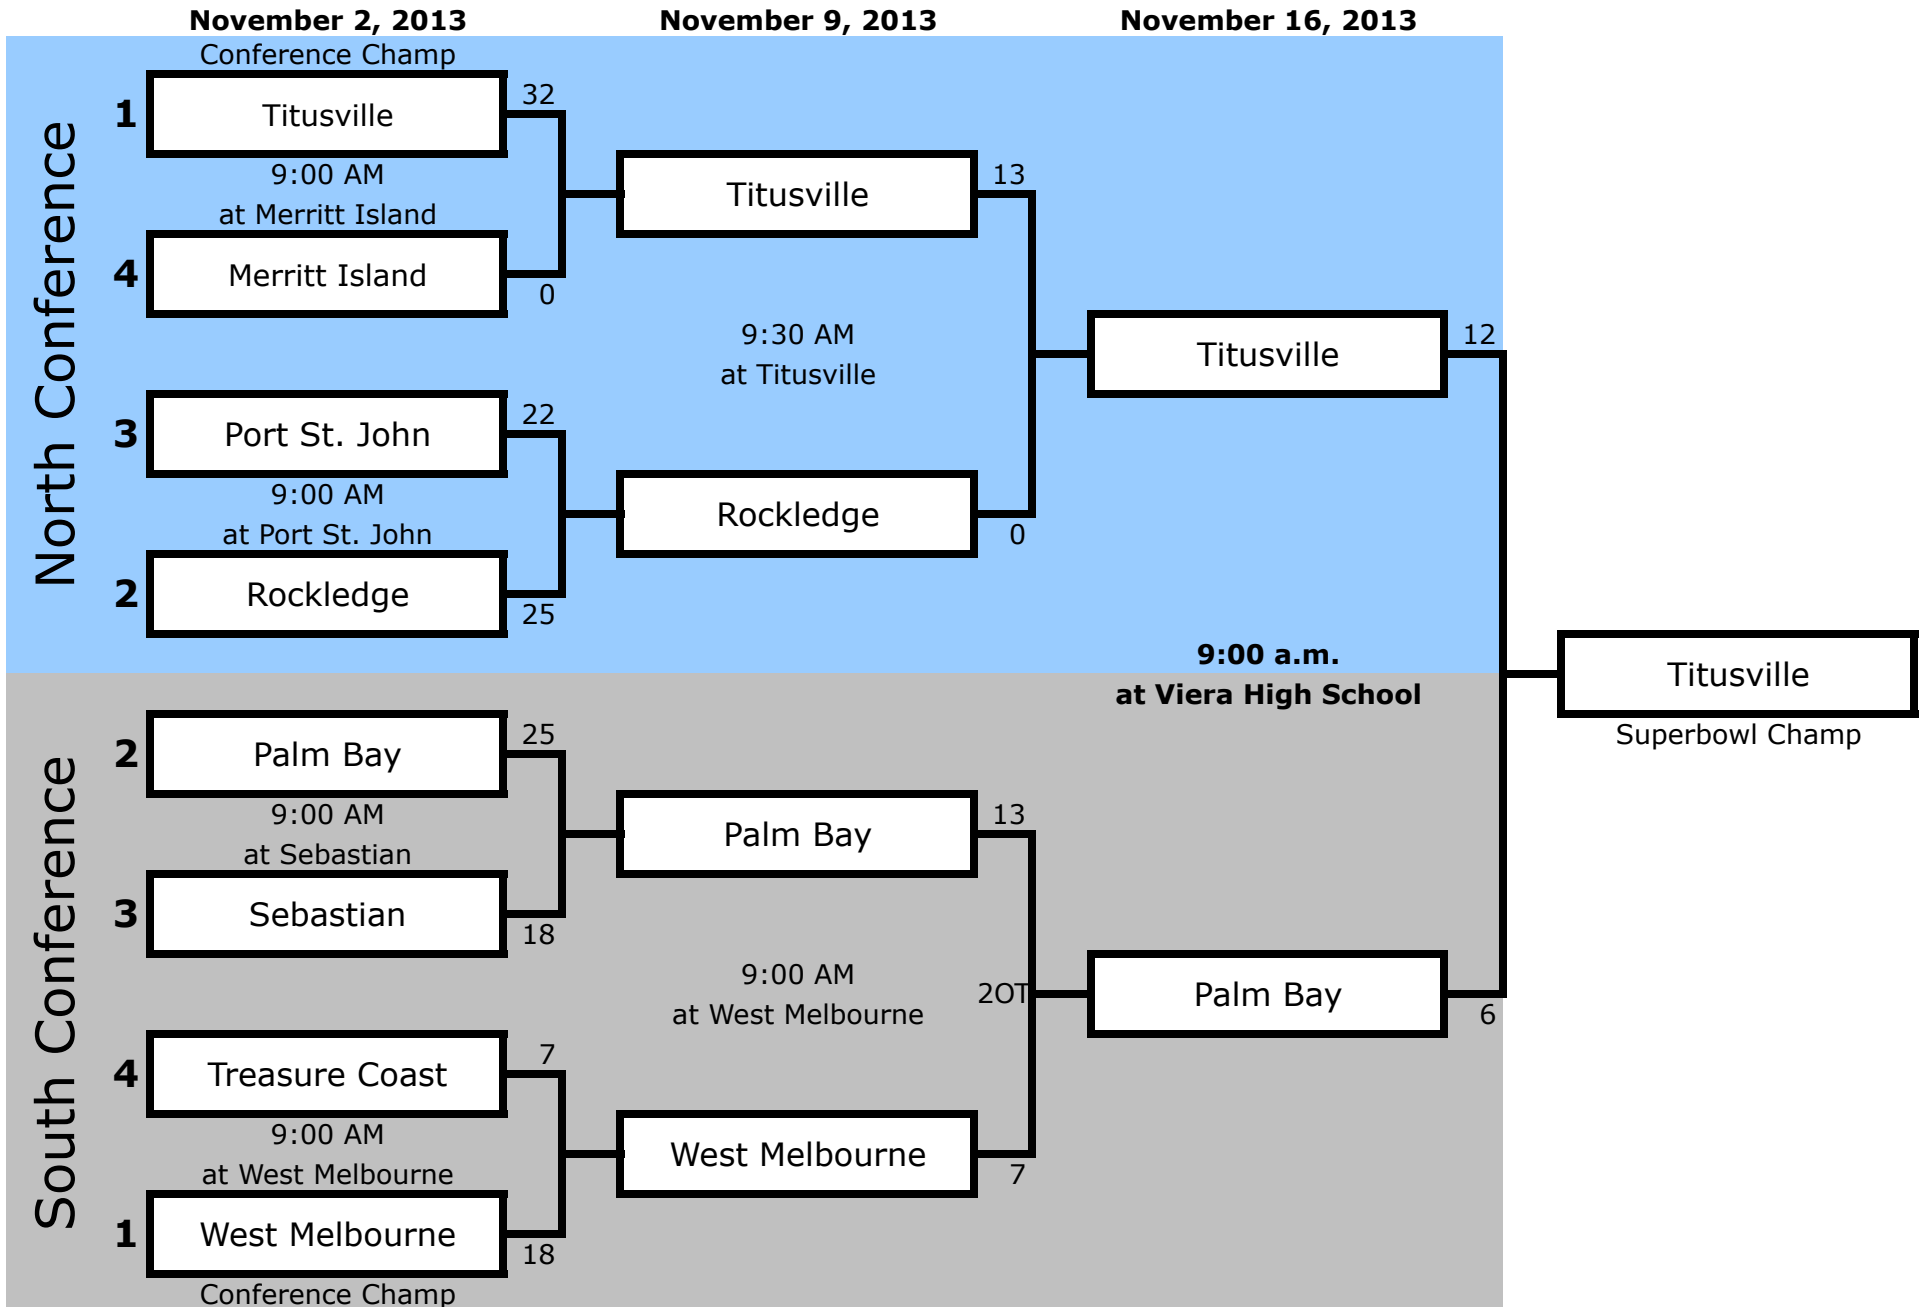 November 2, 2013
November 9, 2013
November 16, 2013
North Conference
Conference Champ
1
Titusville
32
9:00 AM
at Merritt Island
4
Merritt Island
0
3
Port St. John
22
9:00 AM
at Port St. John
2
Rockledge
25
Titusville
13
9:30 AM
at Titusville
Rockledge
0
Titusville
12
9:00 a.m.
at Viera High School
Titusville
Superbowl Champ
South Conference
2
Palm Bay
25
9:00 AM
at Sebastian
3
Sebastian
18
4
Treasure Coast
7
9:00 AM
at West Melbourne
1
West Melbourne
18
Conference Champ
Palm Bay
13
9:00 AM
at West Melbourne
2OT
West Melbourne
7
Palm Bay
6